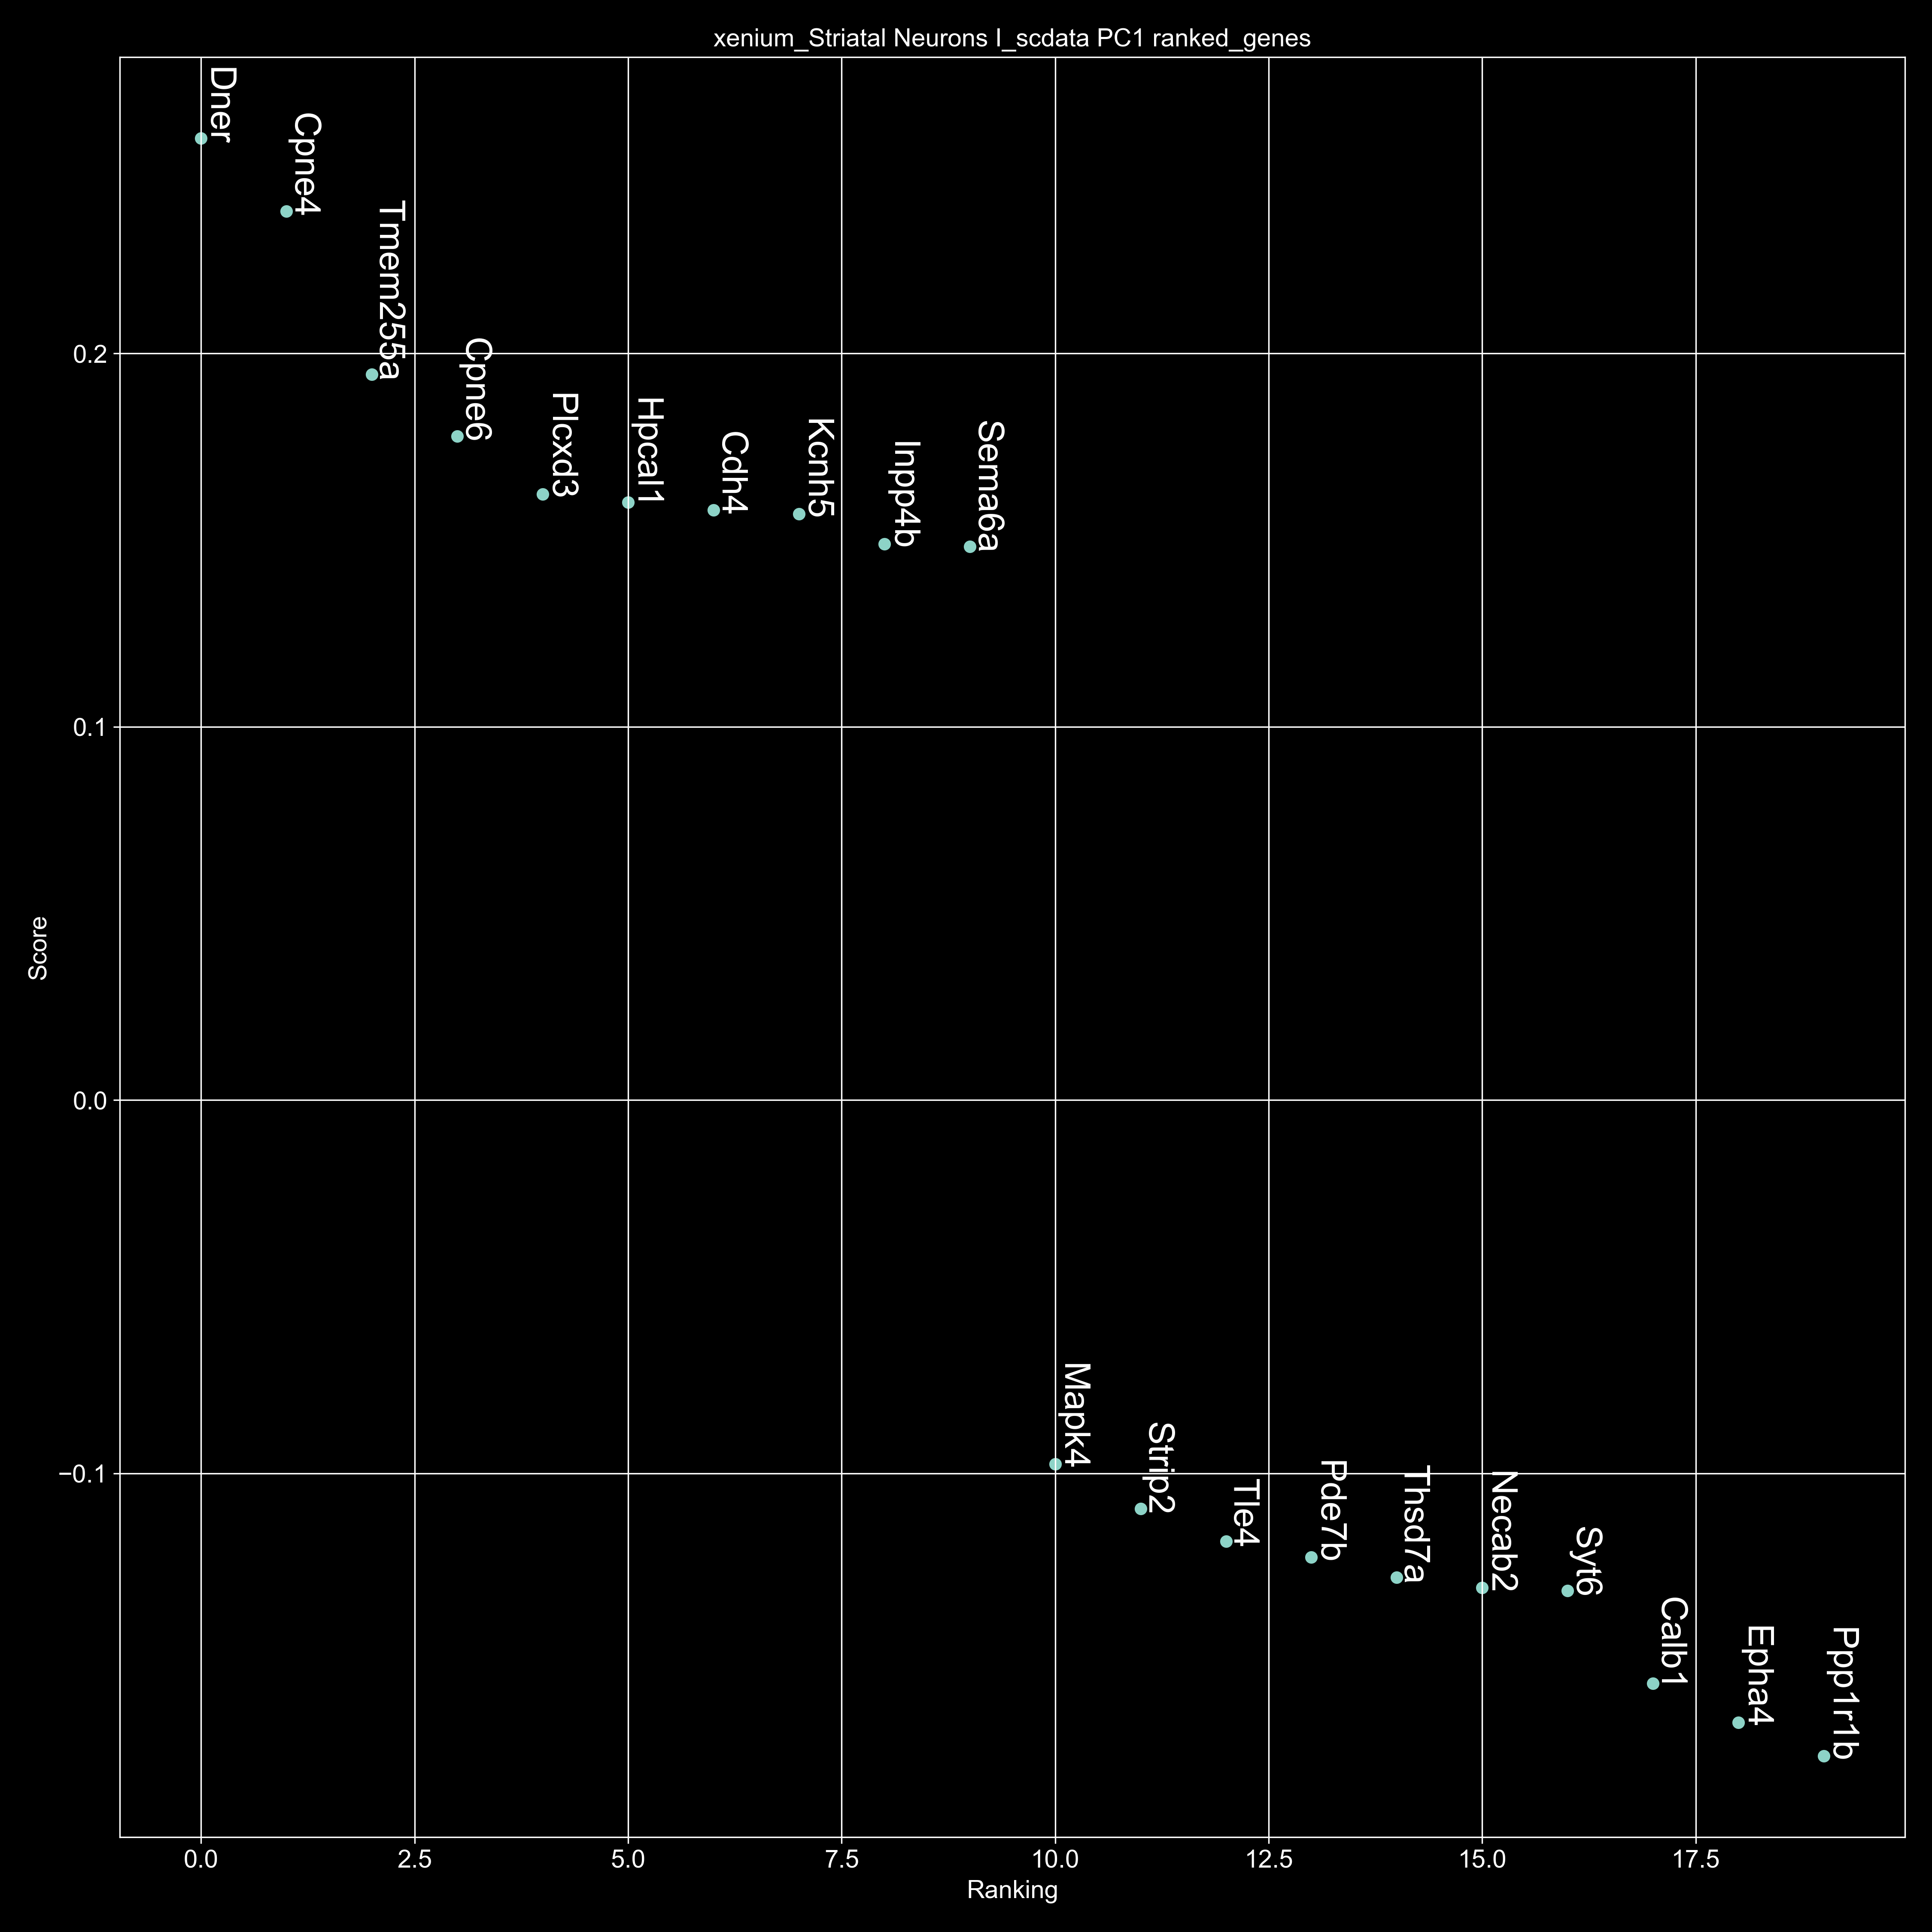 xenium_Striatal Neurons I_scdata PC1 ranked_genes
Dner
Cpne4
Tmem255a
Cpne6
Plcxd3
Hpcal1
Cdh4
Kcnh5
Inpp4b
Sema6a
Mapk4
Strip2
Tle4
Pde7b
Thsd7a
Necab2
Syt6
Calb1
Epha4
Ppp1r1b
0.2
0.1
0.0
−0.1
Score
0.0 2.5 5.0 7.5 10.0 12.5 15.0 17.5
Ranking